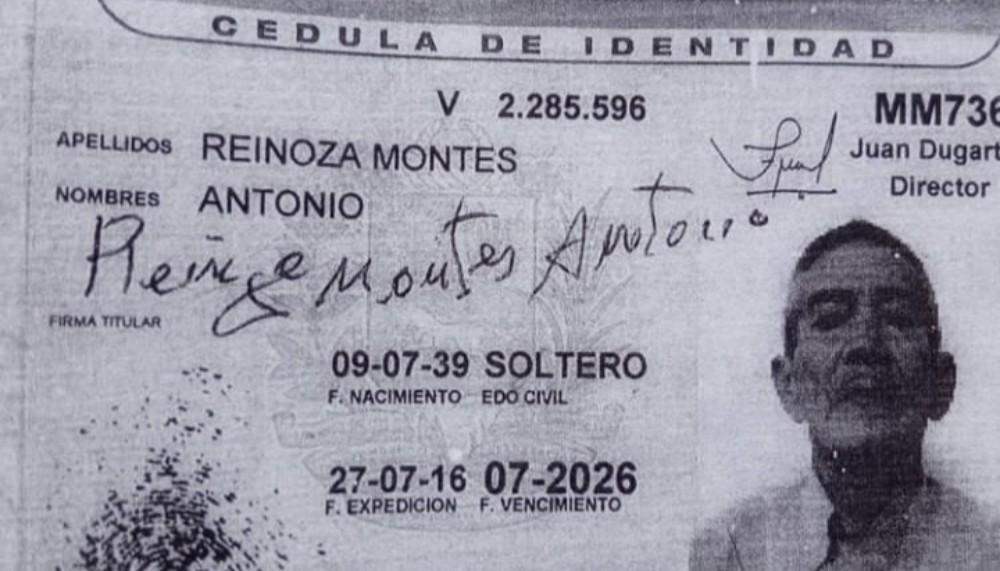 CEDULA DE IDENTIDAD
V 2.285.596
MM736
APELLIDOS REINOZA MONTES
Juan Dugart
NOMBRES ANTONIO
Director
Montes Antonio
FIRMA TITULAR
09-07-39 SOLTERO
F. NACIMIENTO EDO CIVIL
27-07-16 07-2026
F. EXPEDICION F. VENCIMIENTO